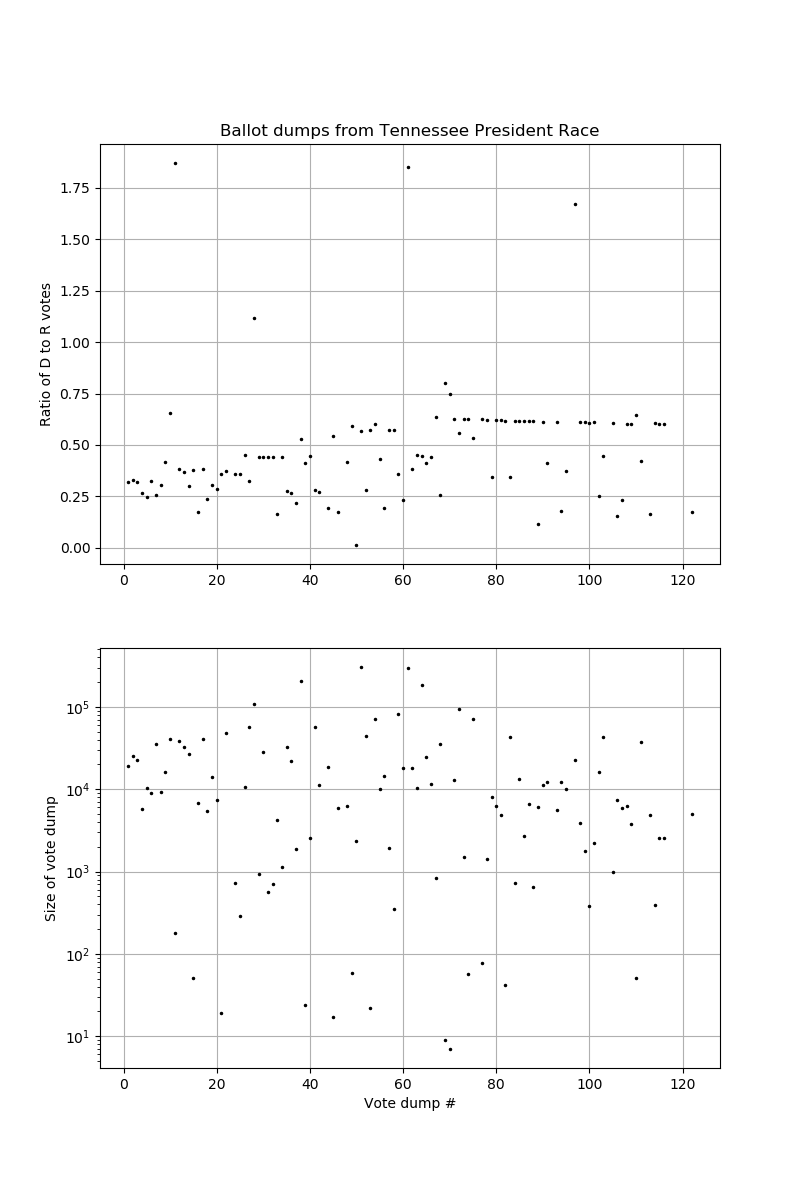 Ballot dumps from Tennessee President Race
Ratio of D to R votes
1.75
1.50
1.25
1.00
0.75
0.50
0.25
0.00
0 20 40 60 80 100 120
Size of vote dump
10^5
10^4
10^3
10^2
10^1
0 20 40 60 80 100 120
Vote dump #